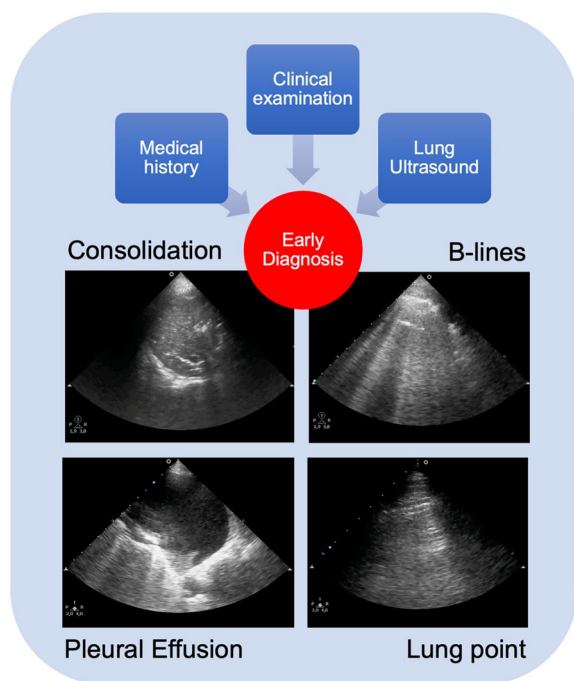 Clinical
examination
Medical
history
Lung
Ultrasound
Early
Diagnosis
Consolidation
B-lines
Pleural Effusion
Lung point